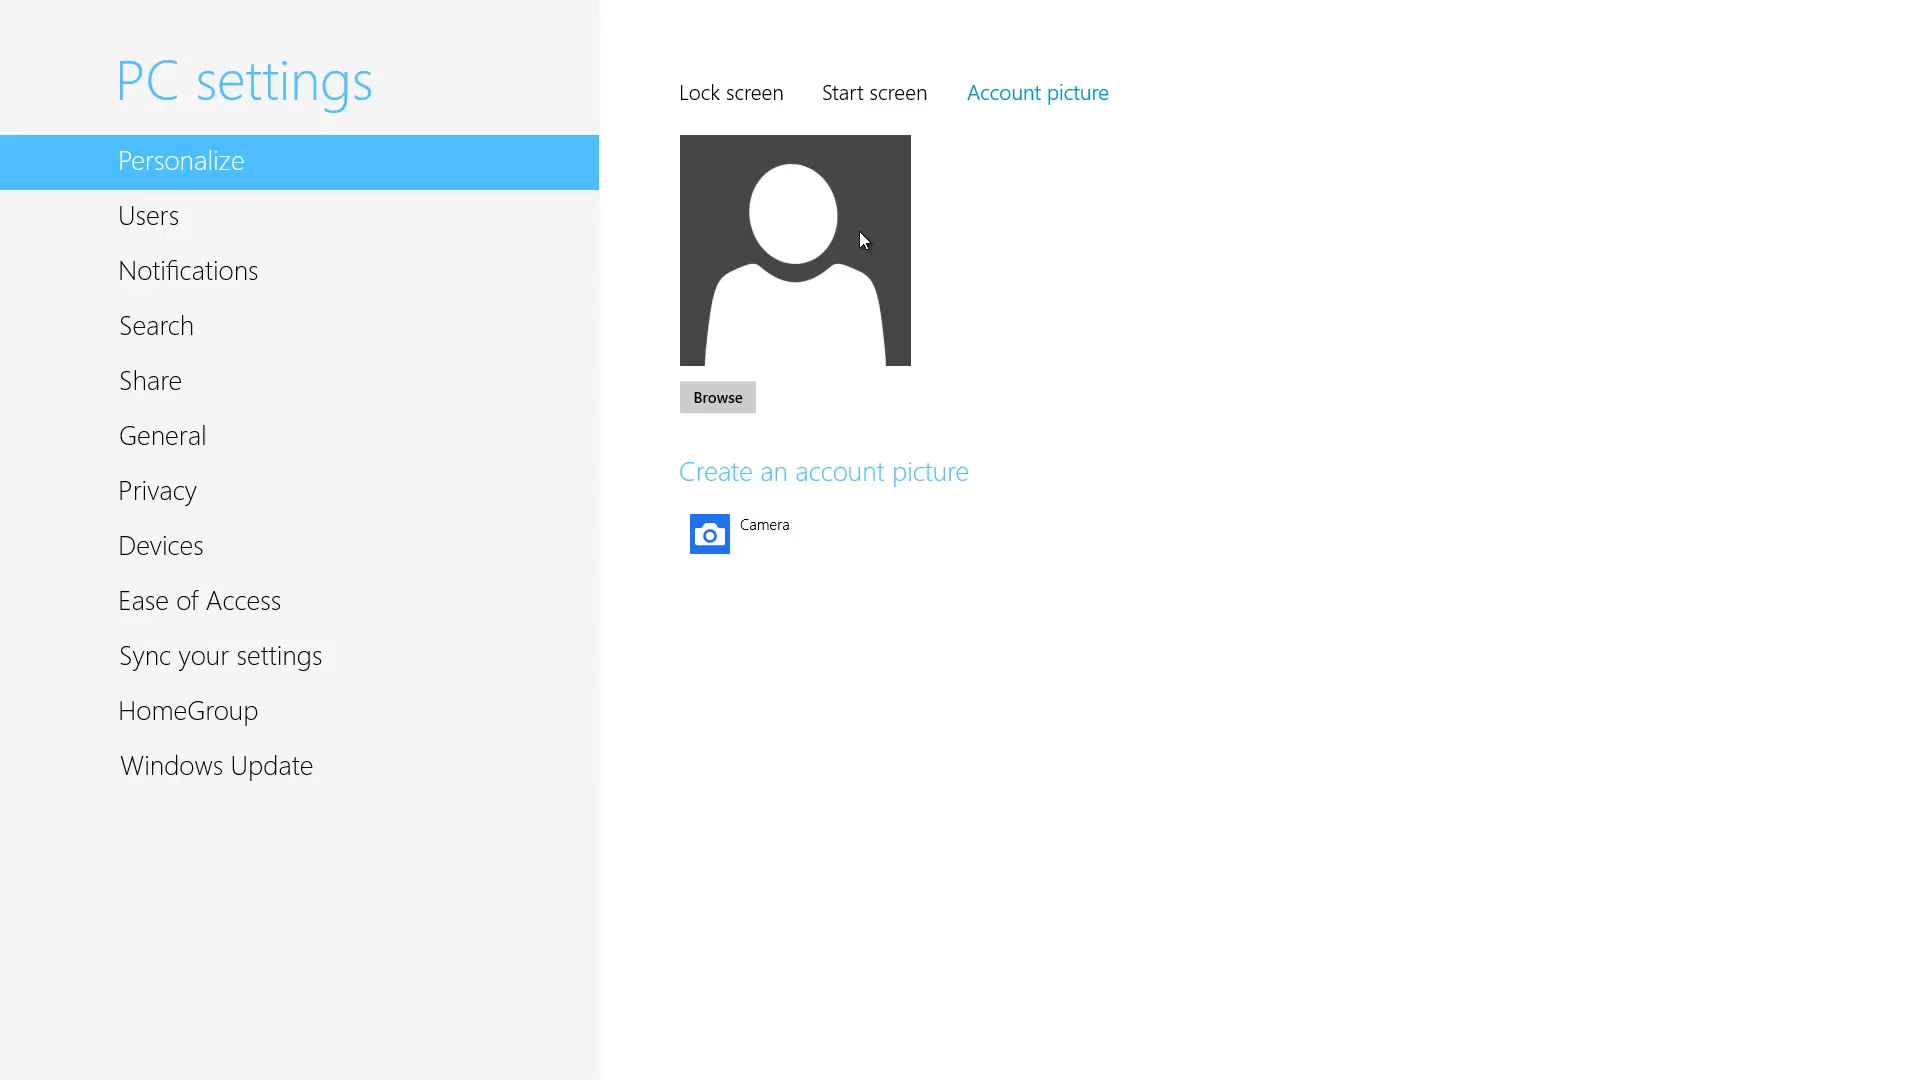 PC settings
Personalize
Users
Notifications
Search
Share
General
Privacy
Devices
Ease of Access
Sync your settings
HomeGroup
Windows Update
Lock screen Start screen Account picture
Browse
Create an account picture
Camera